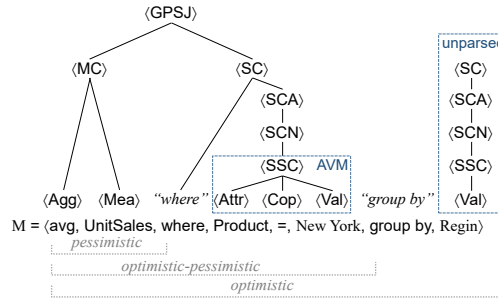 ⟨GPSJ⟩
unparsed
⟨MC⟩ ⟨SC⟩ ⟨SC⟩
⟨SCA⟩ ⟨SCA⟩
⟨SCN⟩ ⟨SCN⟩
⟨SSC⟩ AVM ⟨SSC⟩
⟨Agg⟩ ⟨Mea⟩ “where” ⟨Attr⟩ ⟨Cop⟩ ⟨Val⟩ “group by” ⟨Val⟩
M = ⟨avg, UnitSales, where, Product, =, New York, group by, Regin⟩
pessimistic
optimistic-pessimistic
optimistic